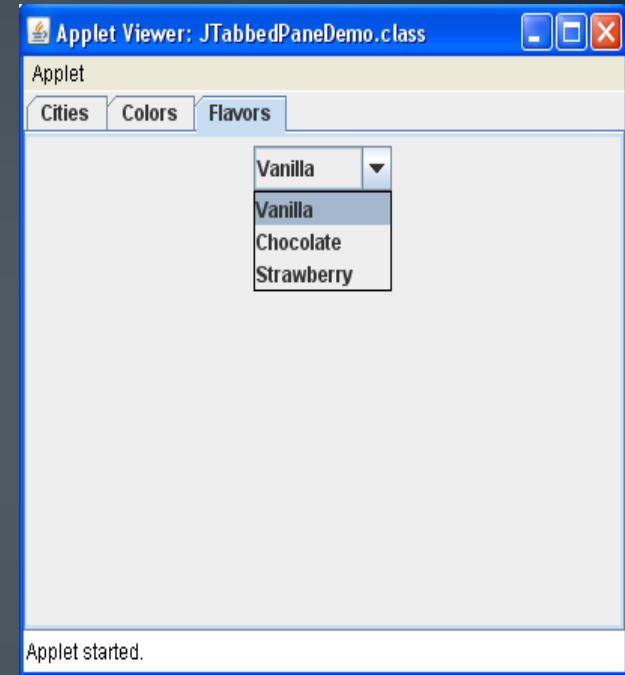 Applet Viewer: JTabbedPaneDemo.class
Applet
Cities Colors Flavors
Vanilla
Vanilla
Chocolate
Strawberry
Applet started.